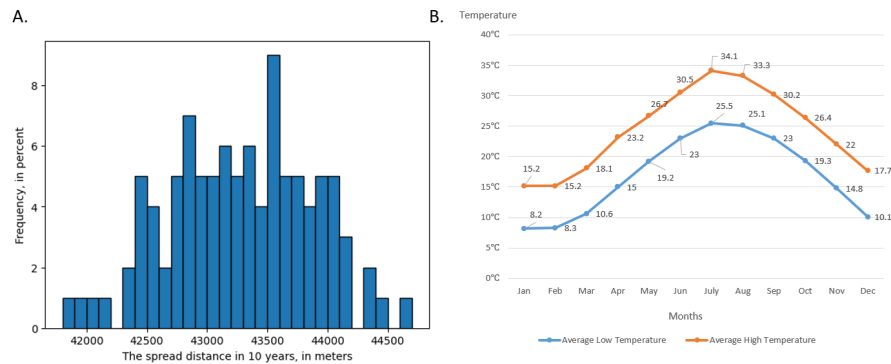 A.
8
6
4
2
0
Frequency, in percent
42000 42500 43000 43500 44000 44500
The spread distance in 10 years, in meters
B.
Temperature
40℃
35℃
30℃
25℃
20℃
15℃
10℃
5℃
0℃
15.2 15.2 18.1 23.2 26.7 30.5 34.1 33.3 30.2 26.4 22 17.7
8.2 8.3 10.6 15 19.2 23 25.5 25.1 23 19.3 14.8 10.1
Jan Feb Mar Apr May Jun July Aug Sep Oct Nov Dec
Months
Average Low Temperature Average High Temperature